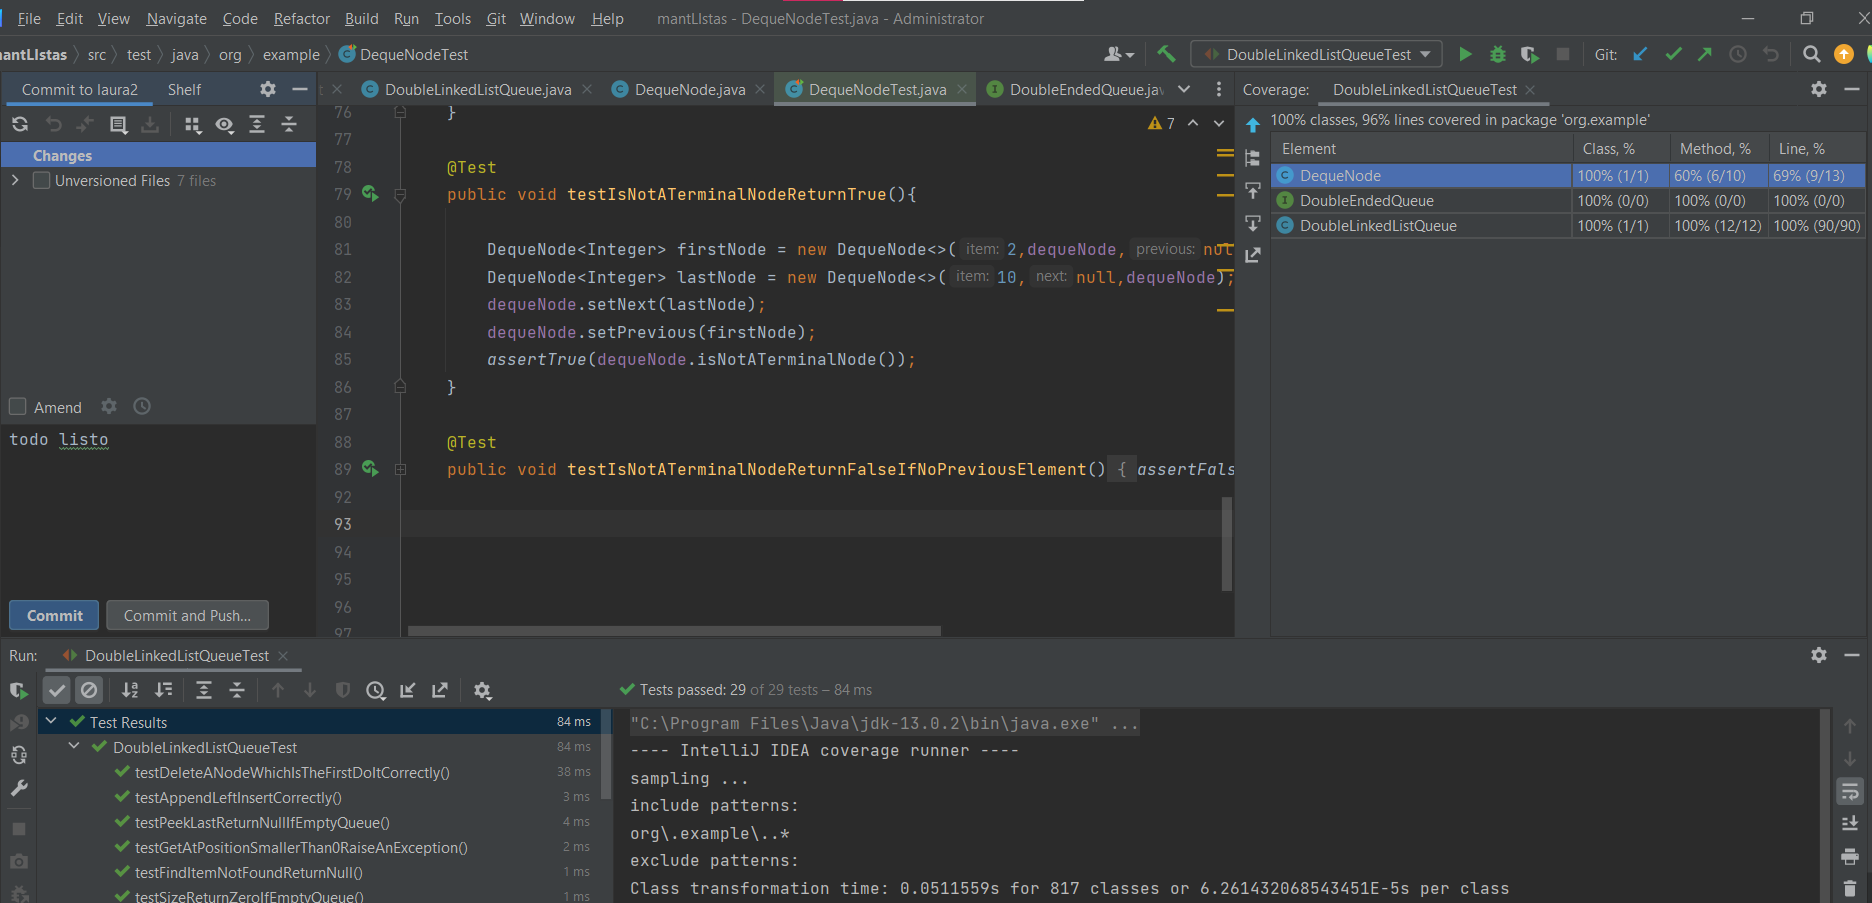 File Edit View Navigate Code Refactor Build Run Tools Git Window Help mantLIstas - DequeNodeTest.java - Administrator
mantLIstas src test java org example DequeNodeTest DoubleLinkedListQueueTest Git:
Commit to laura2 Shelf
DoubleLinkedListQueue.java DequeNode.java DequeNodeTest.java DoubleEndedQueue.jav
Coverage: DoubleLinkedListQueueTest
Changes
Unversioned Files 7 files
Amend
todo listo
Commit Commit and Push...
7
76 }
77
78 @Test
79 public void testIsNotATerminalNodeReturnTrue(){
80
81 DequeNode<Integer> firstNode = new DequeNode<>( item: 2,dequeNode, previous: nul
82 DequeNode<Integer> lastNode = new DequeNode<>( item: 10, next: null,dequeNode);
83 dequeNode.setNext(lastNode);
84 dequeNode.setPrevious(firstNode);
85 assertTrue(dequeNode.isNotATerminalNode());
86 }
87
88 @Test
89 public void testIsNotATerminalNodeReturnFalseIfNoPreviousElement() { assertFals
92
93
94
95
96
97
100% classes, 96% lines covered in package 'org.example'
Element Class, % Method, % Line, %
DequeNode 100% (1/1) 60% (6/10) 69% (9/13)
DoubleEndedQueue 100% (0/0) 100% (0/0) 100% (0/0)
DoubleLinkedListQueue 100% (1/1) 100% (12/12) 100% (90/90)
Run: DoubleLinkedListQueueTest
Tests passed: 29 of 29 tests – 84 ms
Test Results 84 ms
DoubleLinkedListQueueTest 84 ms
testDeleteANodeWhichIsTheFirstDoItCorrectly() 38 ms
testAppendLeftInsertCorrectly() 3 ms
testPeekLastReturnNullIfEmptyQueue() 4 ms
testGetAtPositionSmallerThan0RaiseAnException() 2 ms
testFindItemNotFoundReturnNull() 1 ms
testSizeReturnZeroIfEmptyQueue() 1 ms
"C:\Program Files\Java\jdk-13.0.2\bin\java.exe" ...
---- IntelliJ IDEA coverage runner ----
sampling ...
include patterns:
org\.example\..*
exclude patterns:
Class transformation time: 0.0511559s for 817 classes or 6.261432068543451E-5s per class